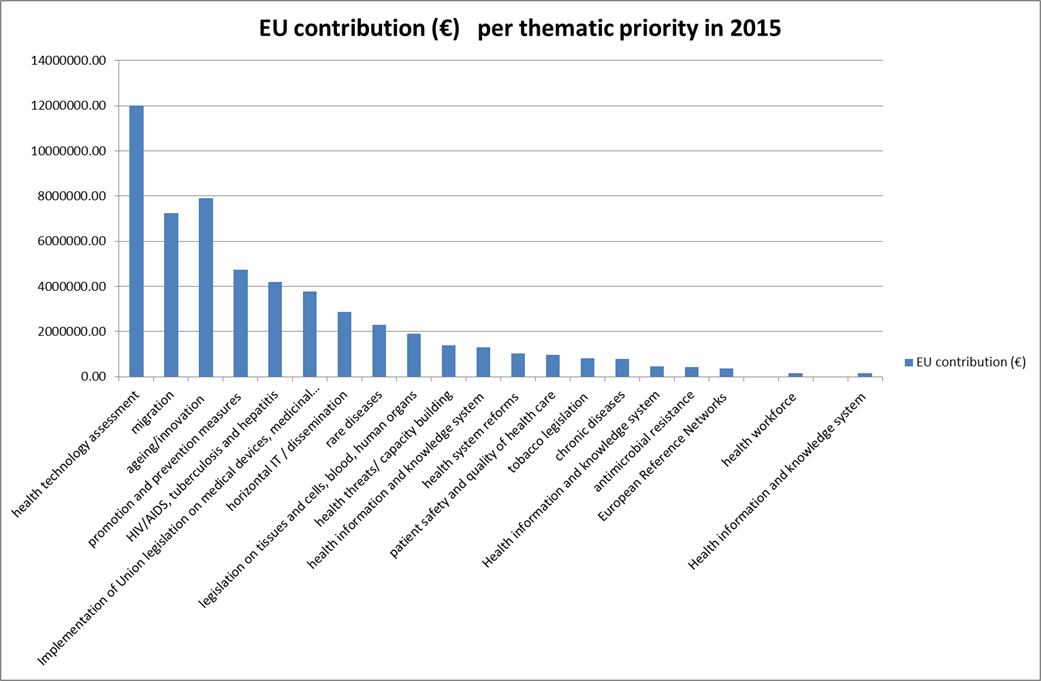 EU contribution (€)   per thematic priority in 2015
14000000.00
12000000.00
10000000.00
8000000.00
6000000.00
4000000.00
2000000.00
0.00
health technology assessment
migration
ageing/innovation
promotion and prevention measures
HIV/AIDS, tuberculosis and hepatitis
Implementation of Union legislation on medical devices, medicinal...
horizontal IT / dissemination
rare diseases
legislation on tissues and cells, blood, human organs
health threats/ capacity building
health information and knowledge system
health system reforms
patient safety and quality of health care
tobacco legislation
chronic diseases
Health information and knowledge system
antimicrobial resistance
European Reference Networks
health workforce
Health information and knowledge system
EU contribution (€)